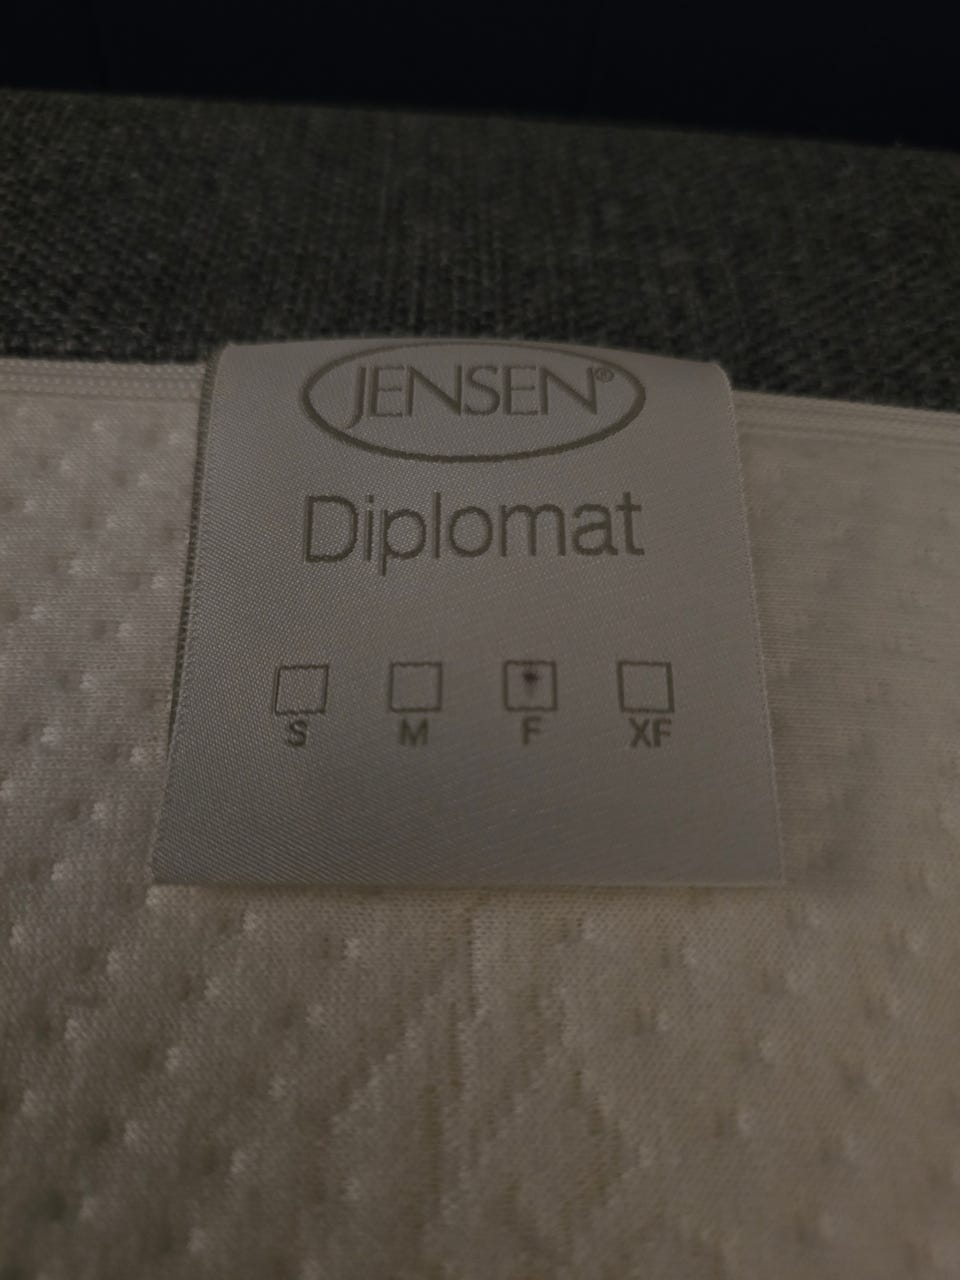 JENSEN®
Diplomat
S M F XF